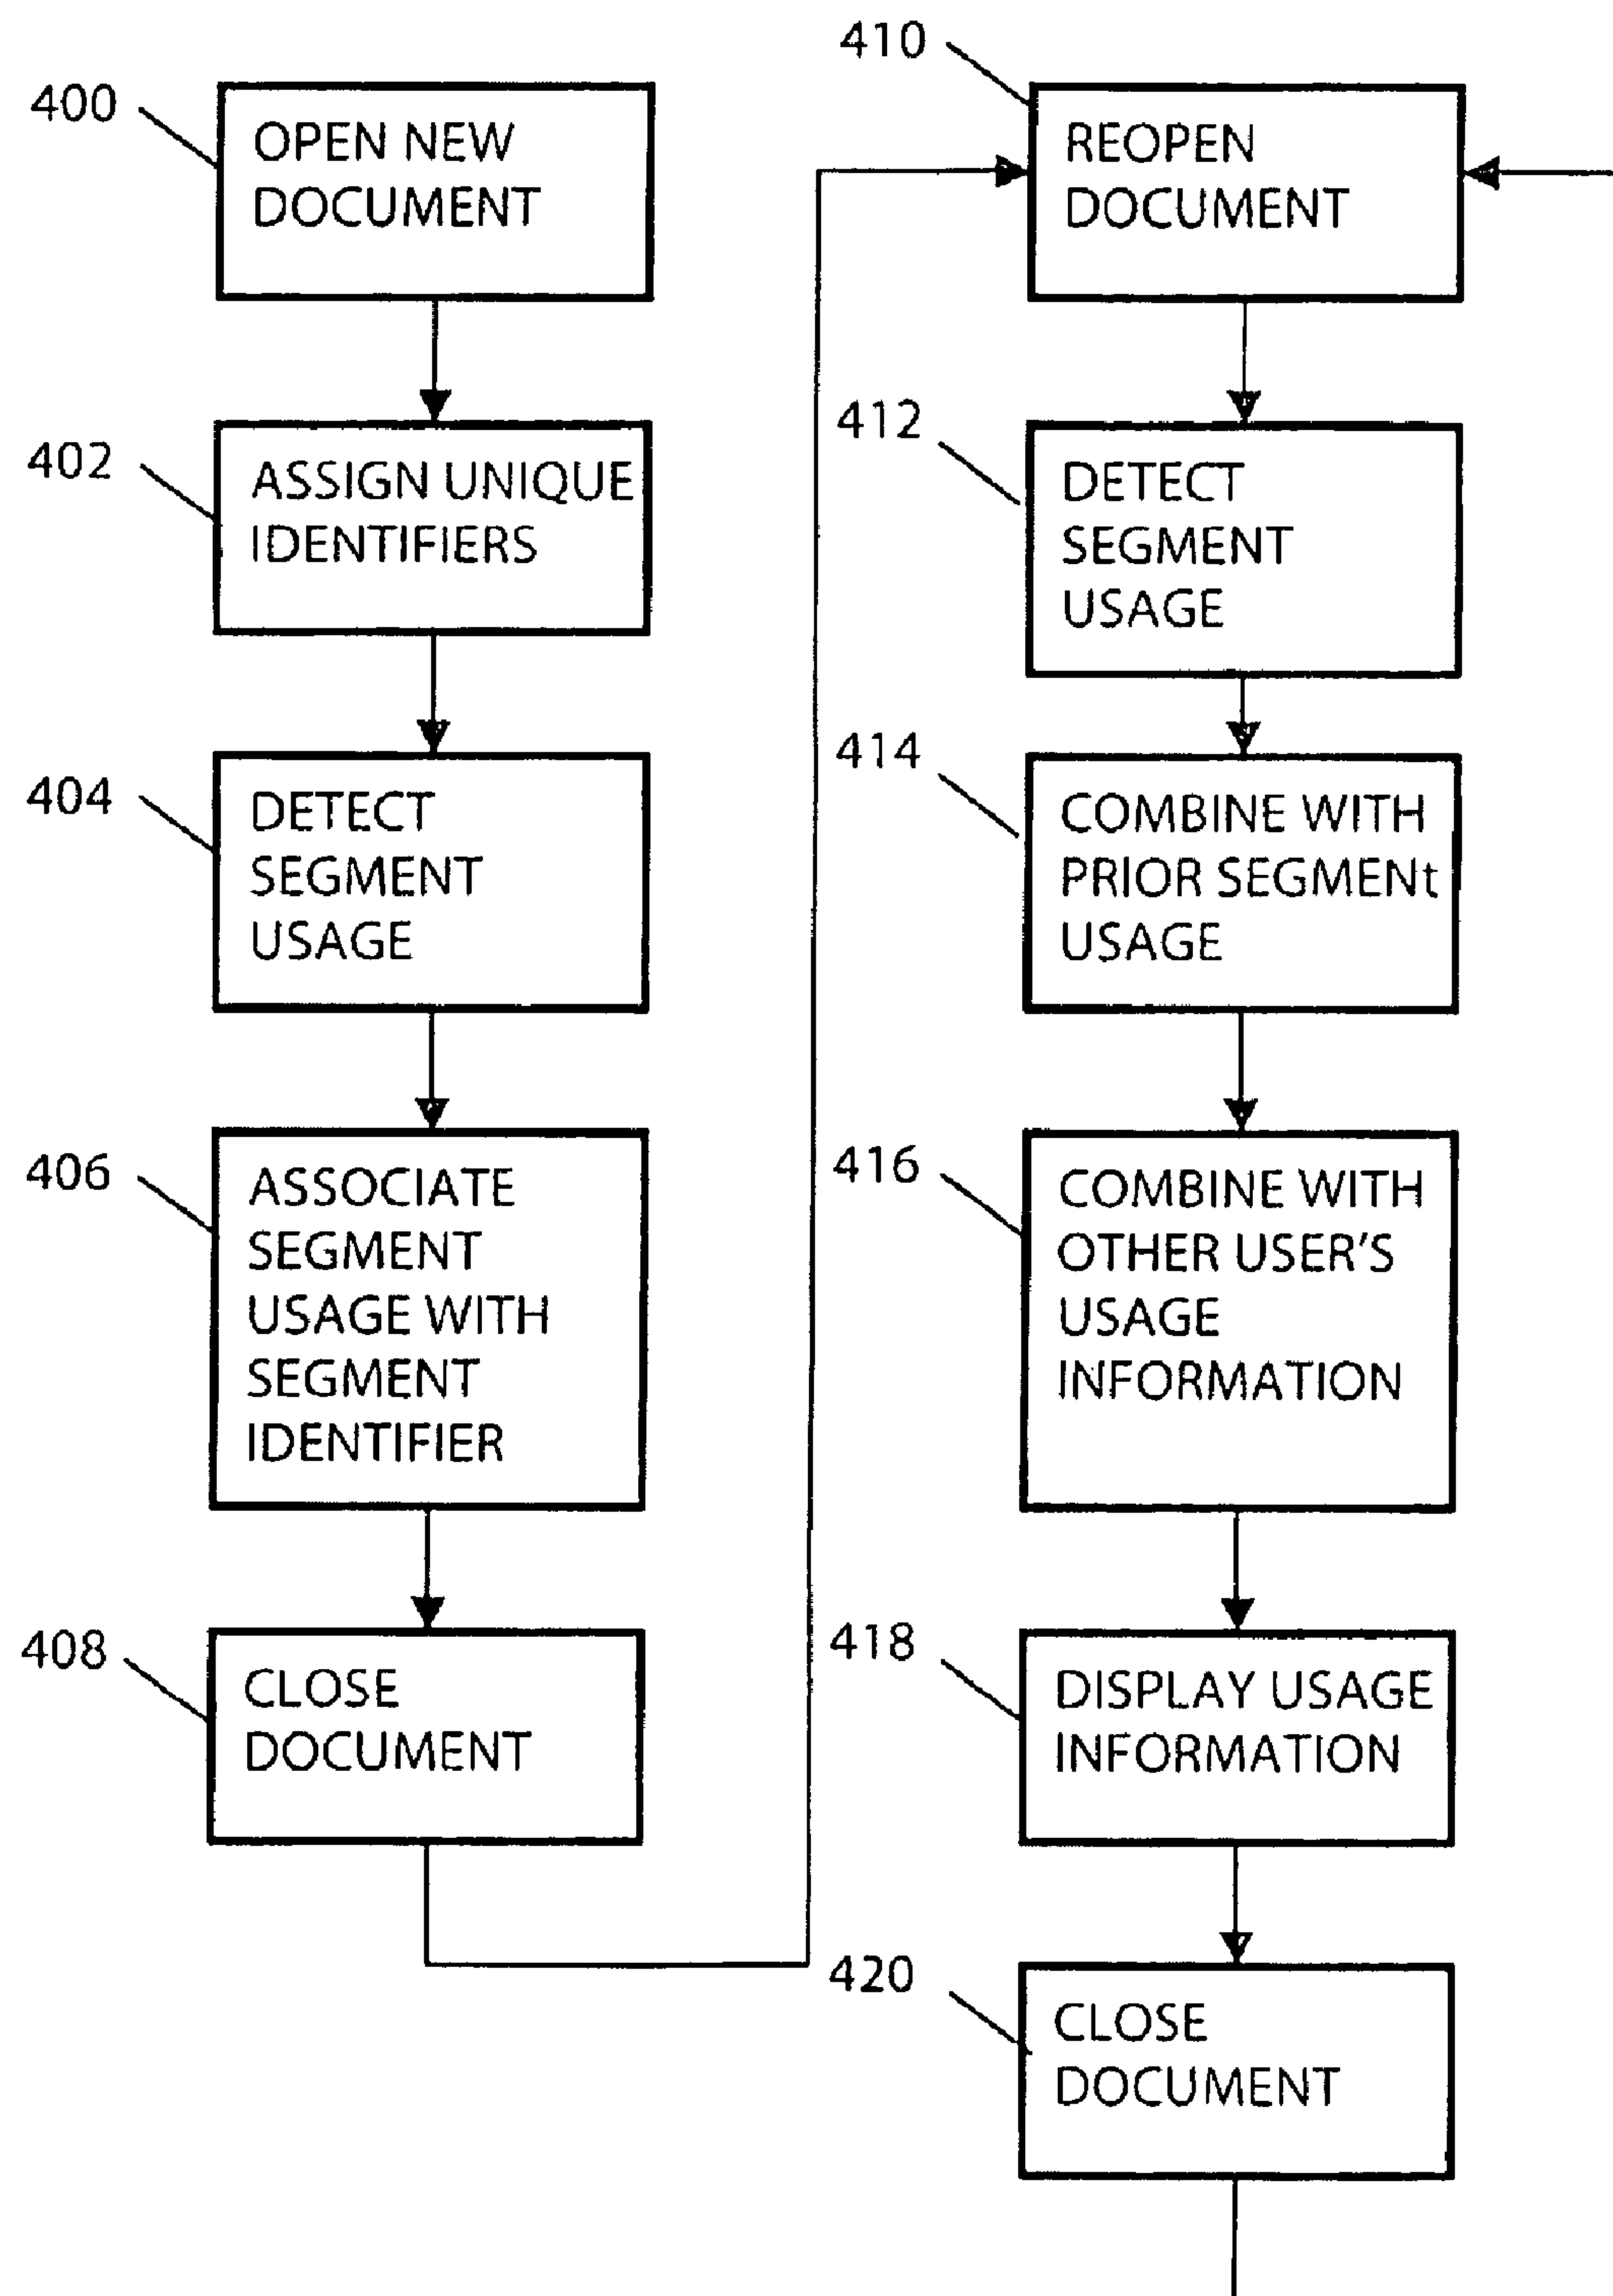 400
OPEN NEW
DOCUMENT
402
ASSIGN UNIQUE
IDENTIFIERS
404
DETECT
SEGMENT
USAGE
406
ASSOCIATE
SEGMENT
USAGE WITH
SEGMENT
IDENTIFIER
408
CLOSE
DOCUMENT
410
REOPEN
DOCUMENT
412
DETECT
SEGMENT
USAGE
414
COMBINE WITH
PRIOR SEGMENt
USAGE
416
COMBINE WITH
OTHER USER'S
USAGE
INFORMATION
418
DISPLAY USAGE
INFORMATION
420
CLOSE
DOCUMENT